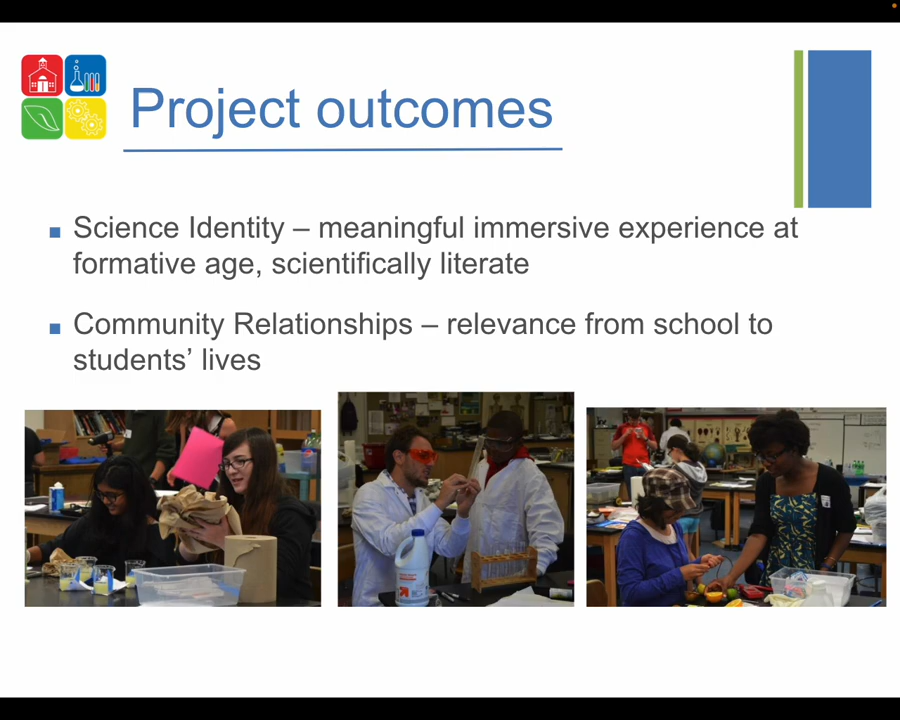 Project outcomes
■ Science Identity – meaningful immersive experience at
formative age, scientifically literate
■ Community Relationships – relevance from school to
students’ lives